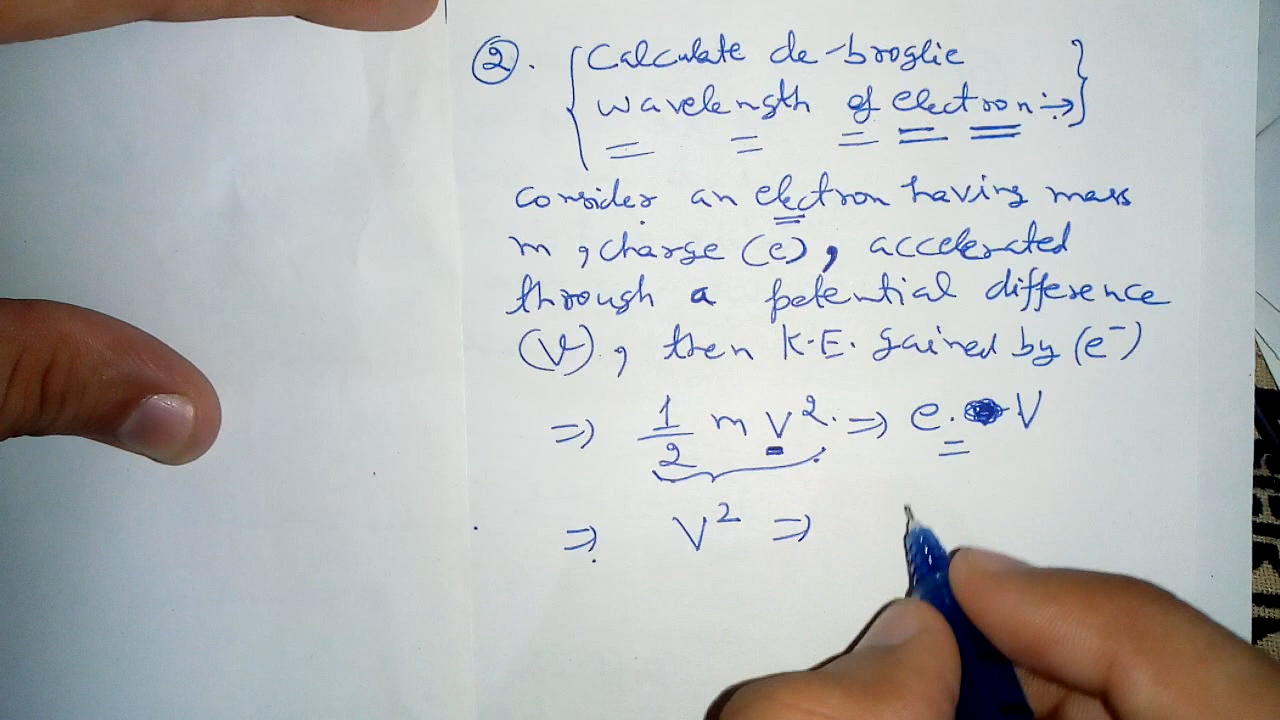 ②. { Calculate de-broglie
wavelength of electron :→ }
Consider an electron having mass
m, charge (e), accelerated
through a potential difference
(V), then K.E. gained by (e⁻)
⇒ 1/2 m v². ⇒ e. V
⇒ v² ⇒